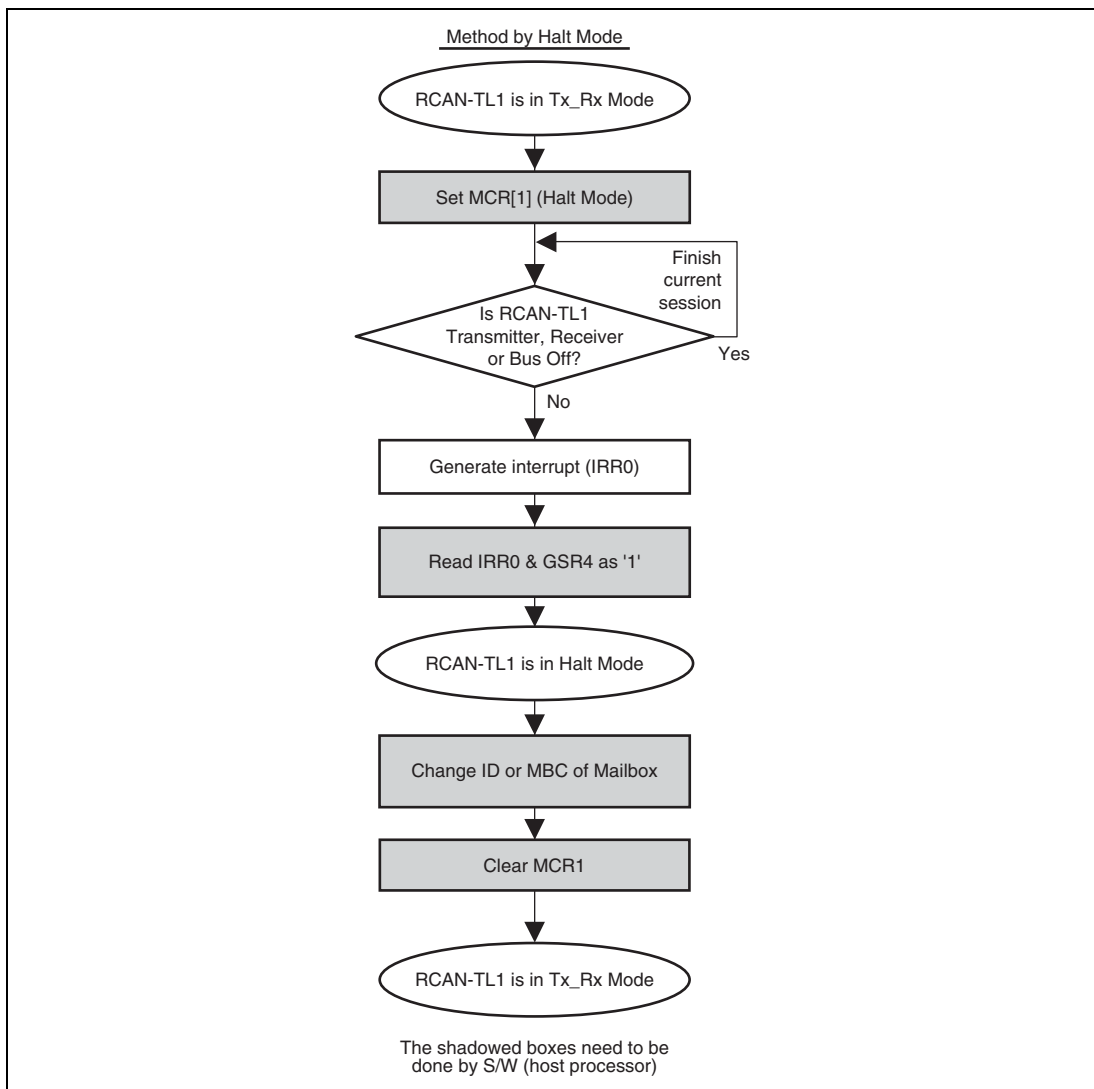 Method by Halt Mode
RCAN-TL1 is in Tx_Rx Mode
Set MCR[1] (Halt Mode)
Finish
current
session
Is RCAN-TL1
Transmitter, Receiver
or Bus Off?
Yes
No
Generate interrupt (IRR0)
Read IRR0 & GSR4 as '1'
RCAN-TL1 is in Halt Mode
Change ID or MBC of Mailbox
Clear MCR1
RCAN-TL1 is in Tx_Rx Mode
The shadowed boxes need to be
done by S/W (host processor)